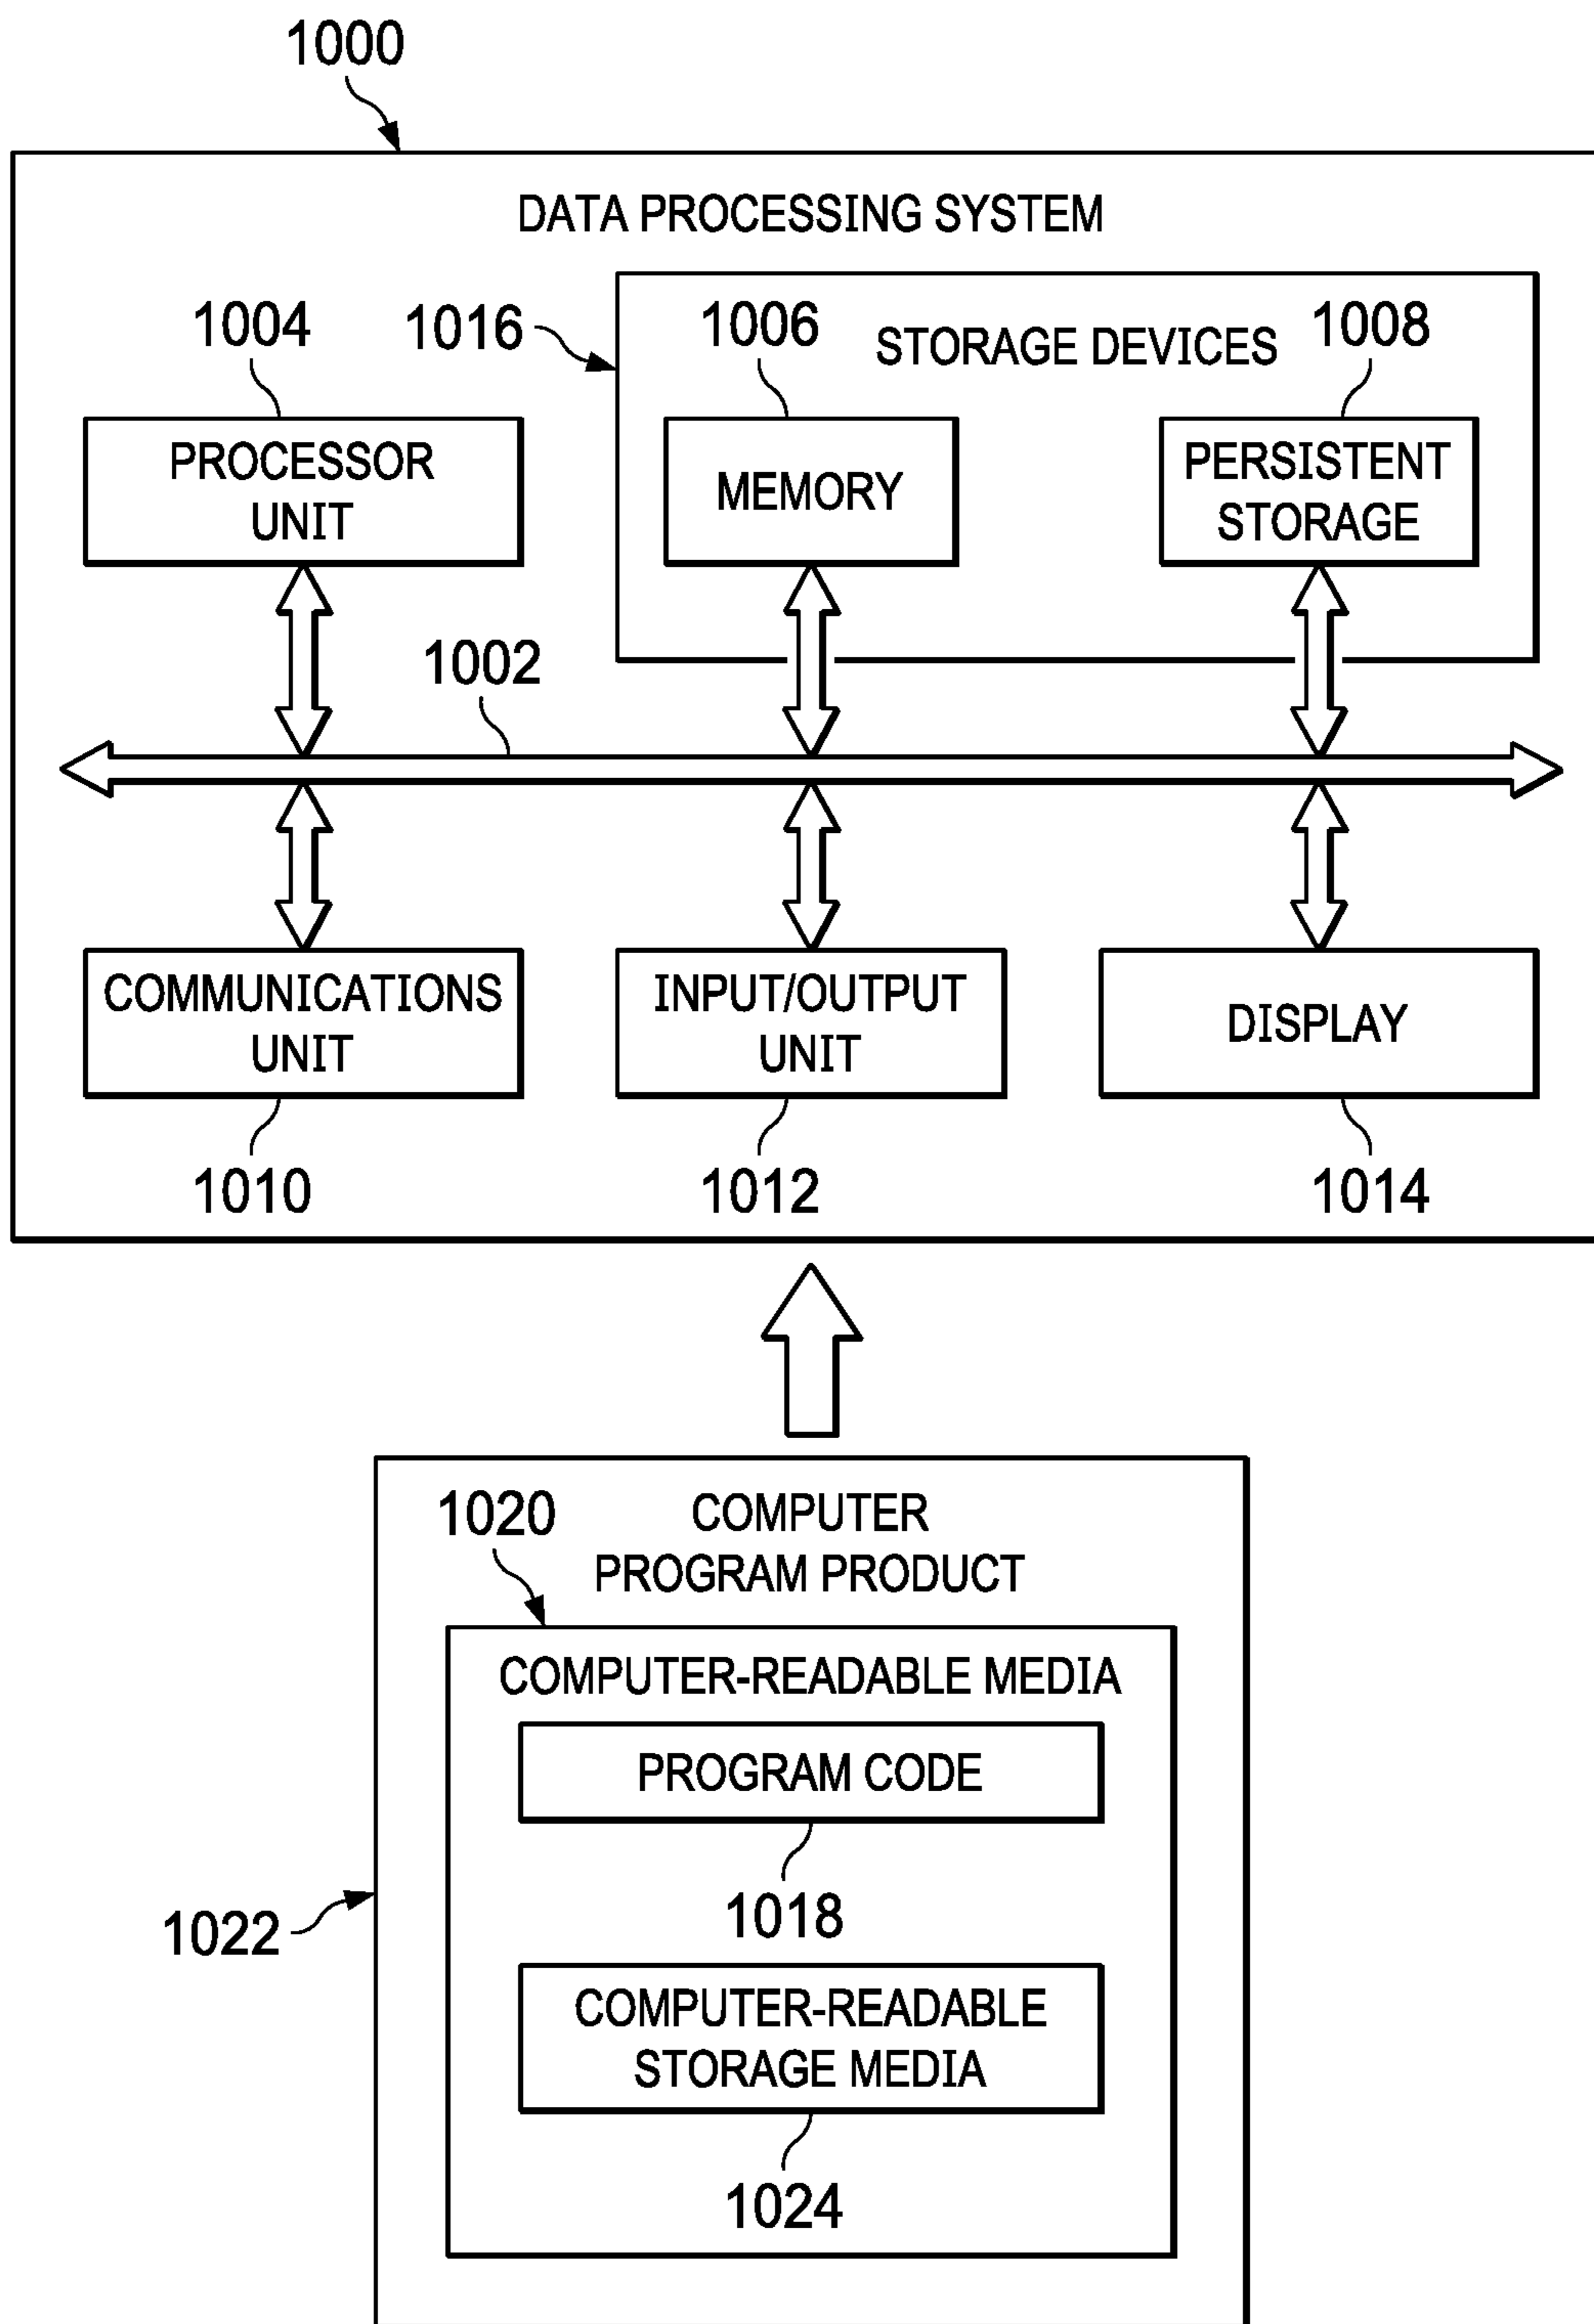 1000
DATA PROCESSING SYSTEM
1004
1016
1006
STORAGE DEVICES
1008
PROCESSOR
UNIT
MEMORY
PERSISTENT
STORAGE
1002
COMMUNICATIONS
UNIT
INPUT/OUTPUT
UNIT
DISPLAY
1010
1012
1014
1020
COMPUTER
PROGRAM PRODUCT
COMPUTER-READABLE MEDIA
PROGRAM CODE
1018
1022
COMPUTER-READABLE
STORAGE MEDIA
1024